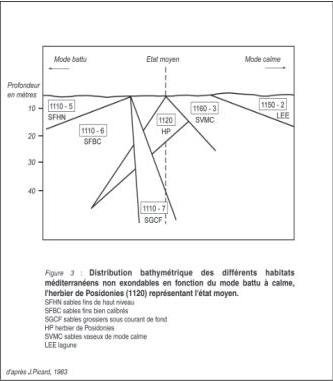 Mode battu Etat moyen Mode calme
Profondeur
en mètres
10
20
30
40
1110 - 5
SFHN
1110 - 6
SFBC
1120
HP
1160 - 3
SVMC
1150 - 2
LEE
1110 - 7
SGCF
Figure 3 : Distribution bathymétrique des différents habitats
méditerranéens non exondables en fonction du mode battu à calme,
l'herbier de Posidonies (1120) représentant l'état moyen.
SFHN sables fins de haut niveau
SFBC sables fins bien calibrés
SGCF sables grossiers sous courant de fond
HP herbier de Posidonies
SVMC sables vaseux de mode calme
LEE lagune
d'après J.Picard, 1983